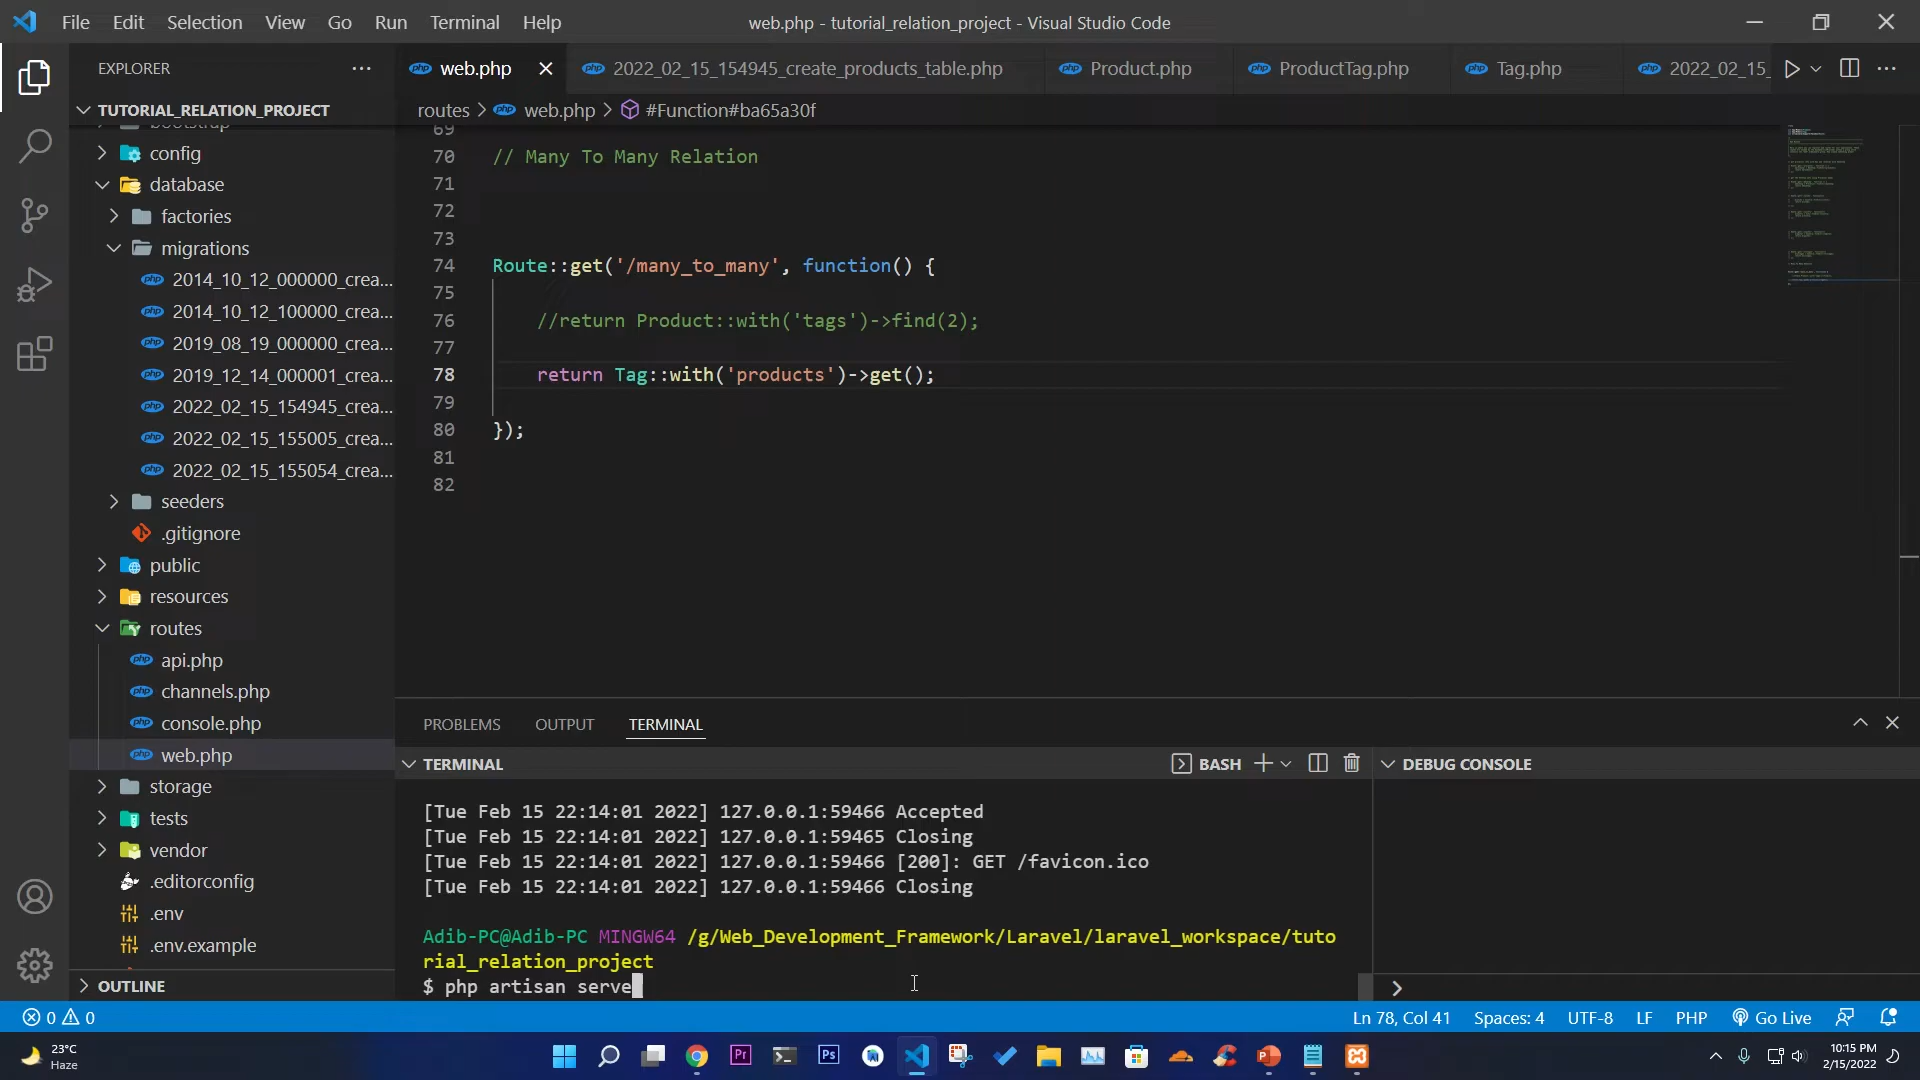 File Edit Selection View Go Run Terminal Help
web.php - tutorial_relation_project - Visual Studio Code
EXPLORER
web.php
2022_02_15_154945_create_products_table.php
Product.php
ProductTag.php
Tag.php
2022_02_15_
TUTORIAL_RELATION_PROJECT
routes > web.php > #Function#ba65a30f
bootstrap
config
database
factories
migrations
2014_10_12_000000_crea...
2014_10_12_100000_crea...
2019_08_19_000000_crea...
2019_12_14_000001_crea...
2022_02_15_154945_crea...
2022_02_15_155005_crea...
2022_02_15_155054_crea...
seeders
.gitignore
public
resources
routes
api.php
channels.php
console.php
web.php
storage
tests
vendor
.editorconfig
.env
.env.example
OUTLINE
69
70 // Many To Many Relation
71
72
73
74 Route::get('/many_to_many', function() {
75
76 //return Product::with('tags')->find(2);
77
78 return Tag::with('products')->get();
79
80 });
81
82
PROBLEMS OUTPUT TERMINAL
TERMINAL
BASH
DEBUG CONSOLE
[Tue Feb 15 22:14:01 2022] 127.0.0.1:59466 Accepted
[Tue Feb 15 22:14:01 2022] 127.0.0.1:59465 Closing
[Tue Feb 15 22:14:01 2022] 127.0.0.1:59466 [200]: GET /favicon.ico
[Tue Feb 15 22:14:01 2022] 127.0.0.1:59466 Closing
Adib-PC@Adib-PC MINGW64 /g/Web_Development_Framework/Laravel/laravel_workspace/tuto
rial_relation_project
$ php artisan serve
0 0
Ln 78, Col 41 Spaces: 4 UTF-8 LF PHP Go Live
23°C
Haze
Pr
Ps
10:15 PM
2/15/2022